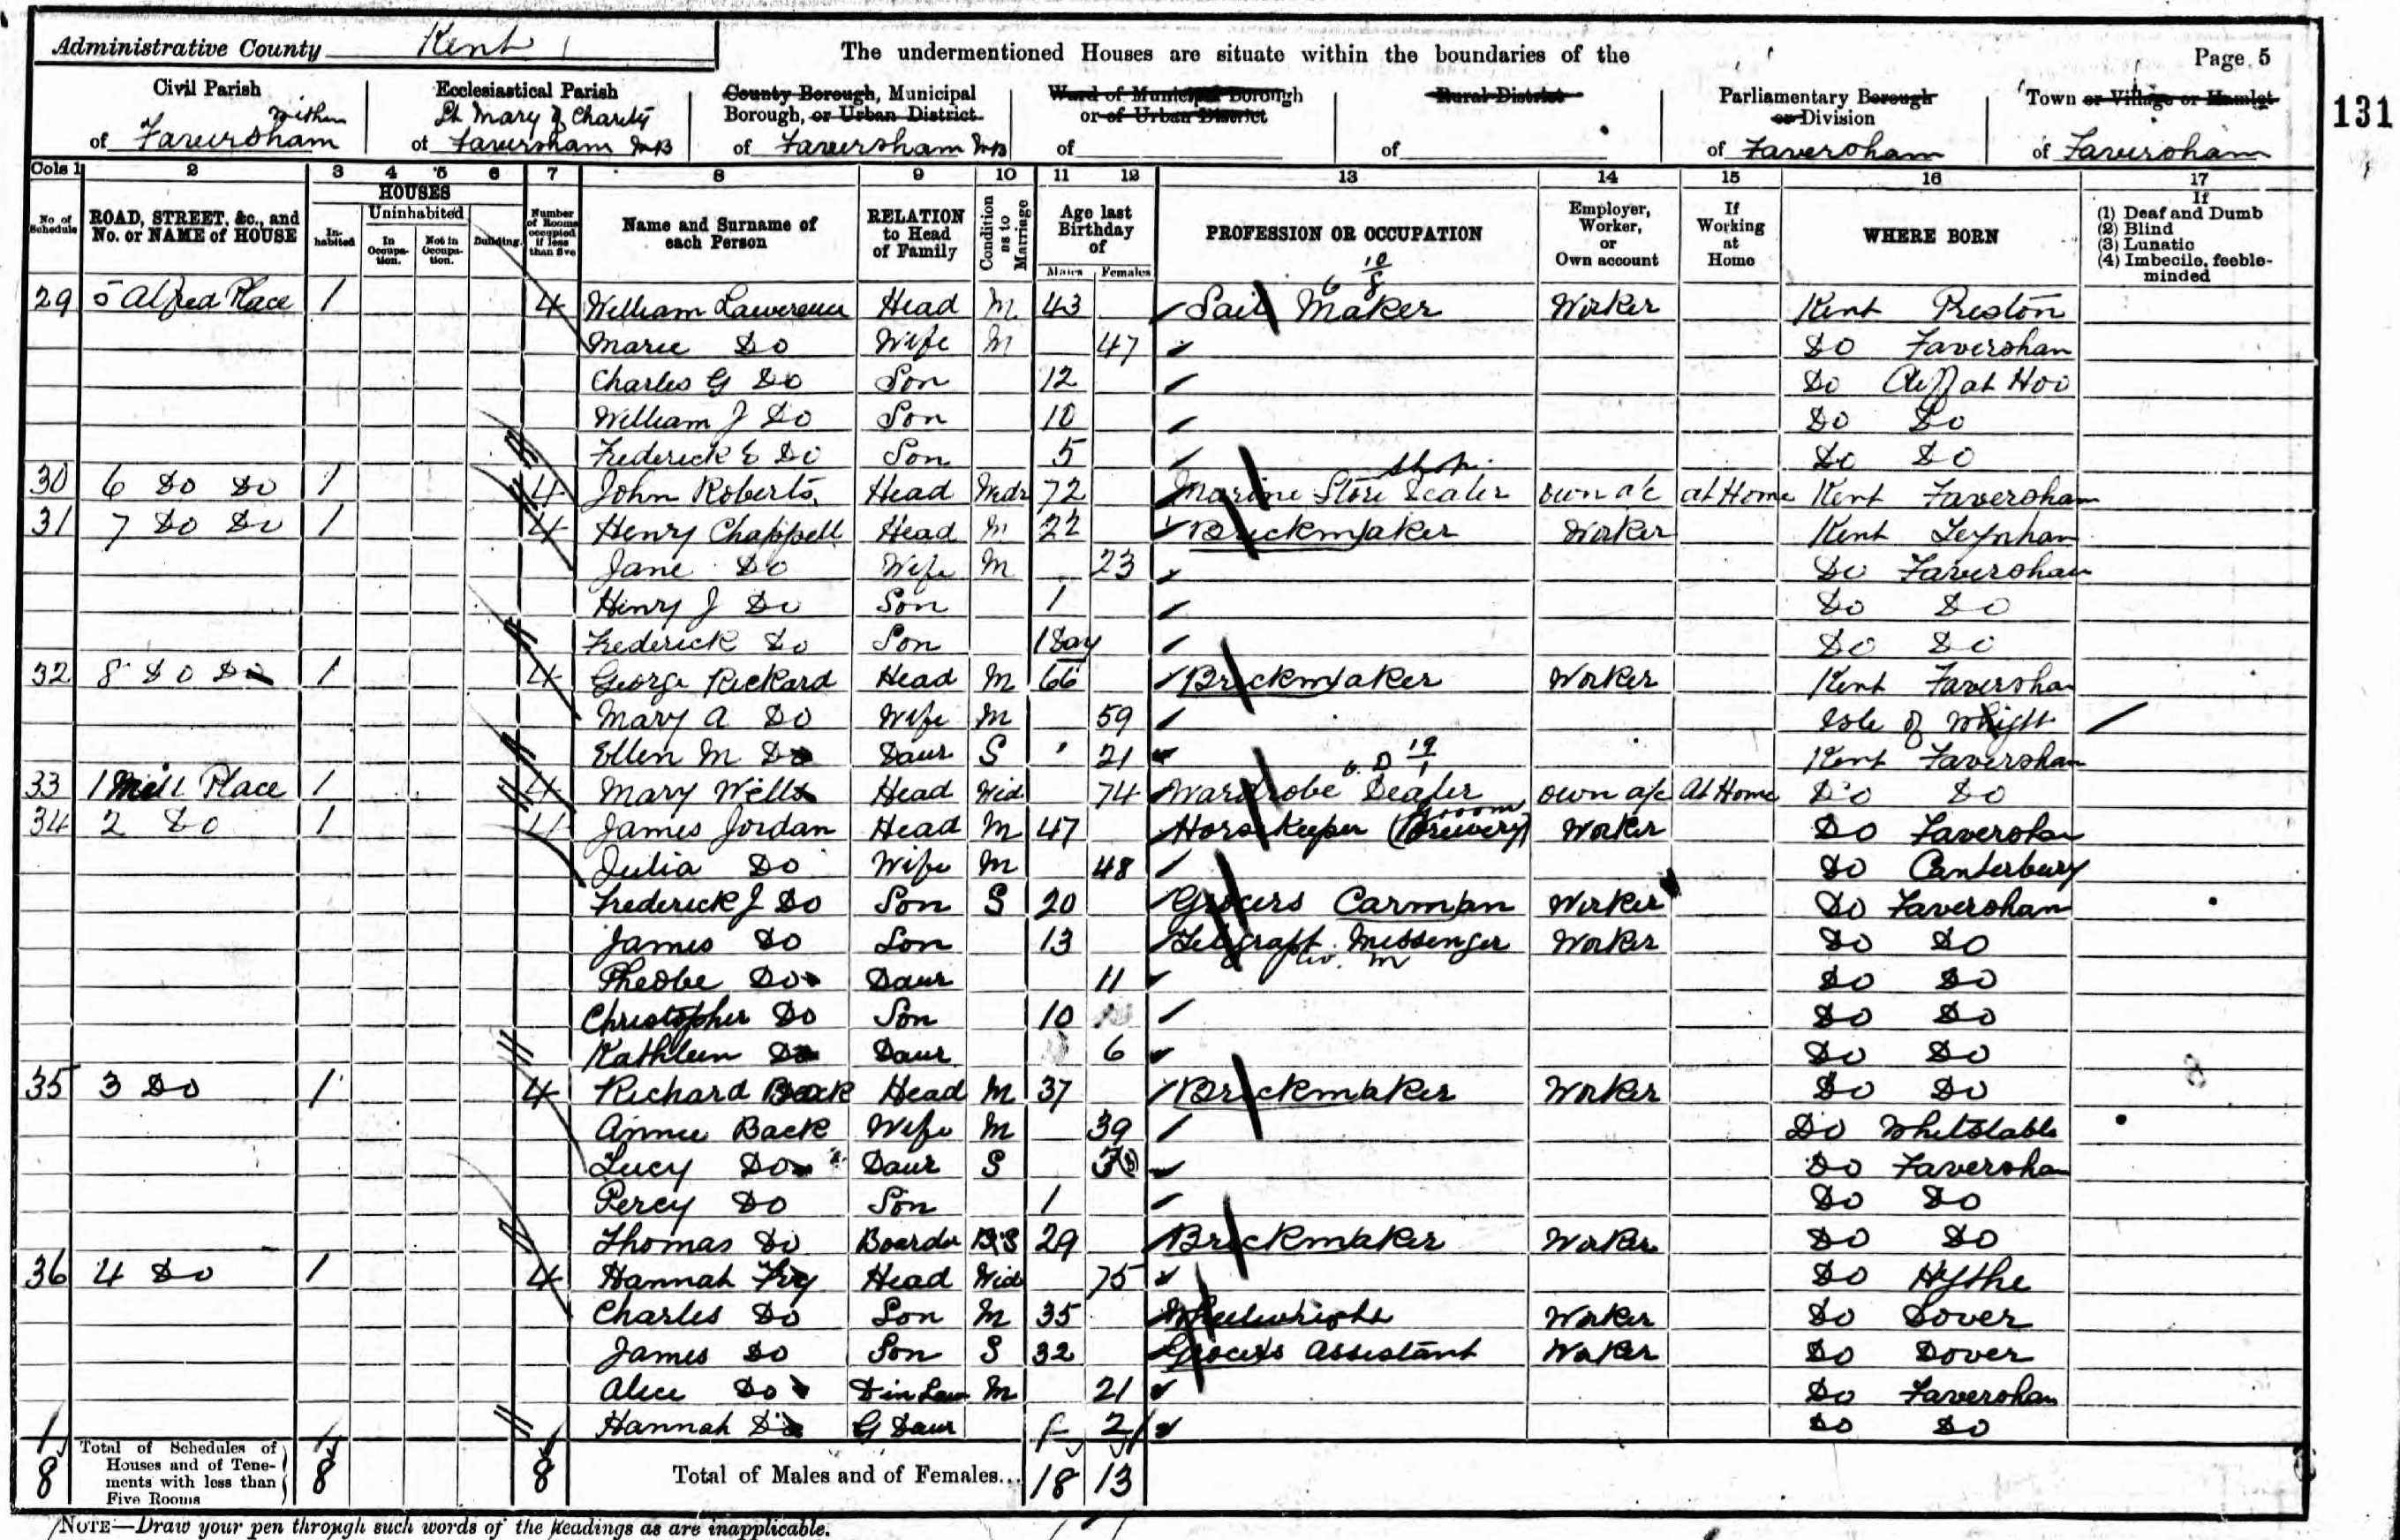 Administrative County Kent
The undermentioned Houses are situate within the boundaries of the
Page 5
131
Civil Parish within of Faversham
Ecclesiastical Parish St Mary of Charity of Faversham MB
County Borough, Municipal Borough, or Urban District of Faversham MB
Ward of Municipal Borough or of Urban District of
Rural District of
Parliamentary Borough or Division of Faversham
Town or Village or Hamlet of Faversham
Cols 1 2 3 4 5 6 7 8 9 10 11 12 13 14 15 16 17
No. of Schedule
ROAD, STREET, &c., and No. or NAME of HOUSE
HOUSES
Inhabited
Uninhabited
In Occupation.
Not in Occupation.
Building.
Number of Rooms occupied if less than five
Name and Surname of each Person
RELATION to Head of Family
Condition as to Marriage
Age last Birthday of
Males
Females
PROFESSION OR OCCUPATION
Employer, Worker, or Own account
If Working at Home
WHERE BORN
If
(1) Deaf and Dumb
(2) Blind
(3) Lunatic
(4) Imbecile, feeble-minded
29 5 Alfred Place 1 4 William Lawerence Head M 43 Sail Maker Worker Kent Preston
Marie Do Wife M 47 Do Faversham
Charles G Do Son 12 Do Cliff at Hoo
William J Do Son 10 Do Do
Frederick E Do Son 5 Do Do
30 6 Do Do 1 4 John Roberts Head Widr 72 Marine Store Dealer Shop own a/c at Home Kent Faversham
31 7 Do Do 1 4 Henry Chappell Head M 22 Brickmaker Worker Kent Teynham
Jane Do Wife M 23 Do Faversham
Henry J Do Son 1 Do Do
Frederick Do Son 1 Day Do Do
32 8 Do Do 1 4 George Rickard Head M 66 Brickmaker Worker Kent Faversham
Mary A Do Wife M 59 Isle of Whight
Ellen M Do Daur S 21 Kent Faversham
33 1 Mill Place 1 4 Mary Wells Head Wid 74 Wardrobe Dealer own a/c At Home Do Do
34 2 Do 1 4 James Jordan Head M 47 Horsekeeper (Brewery) Groom Worker Do Faversham
Julia Do Wife M 48 Do Canterbury
Frederick J Do Son S 20 Grocers Carman Worker Do Faversham
James Do Son 13 Telegraft Messenger Worker Do Do
Pheobe Do Daur 11 Do Do
Christopher Do Son 10 Do Do
Kathleen Do Daur 6 Do Do
35 3 Do 1 4 Richard Back Head M 37 Brickmaker Worker Do Do
Annie Back Wife M 39 Do Whitstable
Lucy Do Daur S Do Faversham
Percy Do Son 1 Do Do
Thomas Do Boarder S 29 Brickmaker Worker Do Do
36 4 Do 1 4 Hannah Head Wid 75 Do Hythe
Charles Do Son M 35 Wheelwright Worker Do Dover
James Do Son S 32 Grocers Assistant Worker Do Dover
Alice Do D in Law M 21 Do Faversham
Hannah Do G Daur 2 Do Do
8 Total of Schedules of Houses and of Tenements with less than Five Rooms 8 8 Total of Males and of Females... 18 13
NOTE—Draw your pen through such words of the headings as are inapplicable.